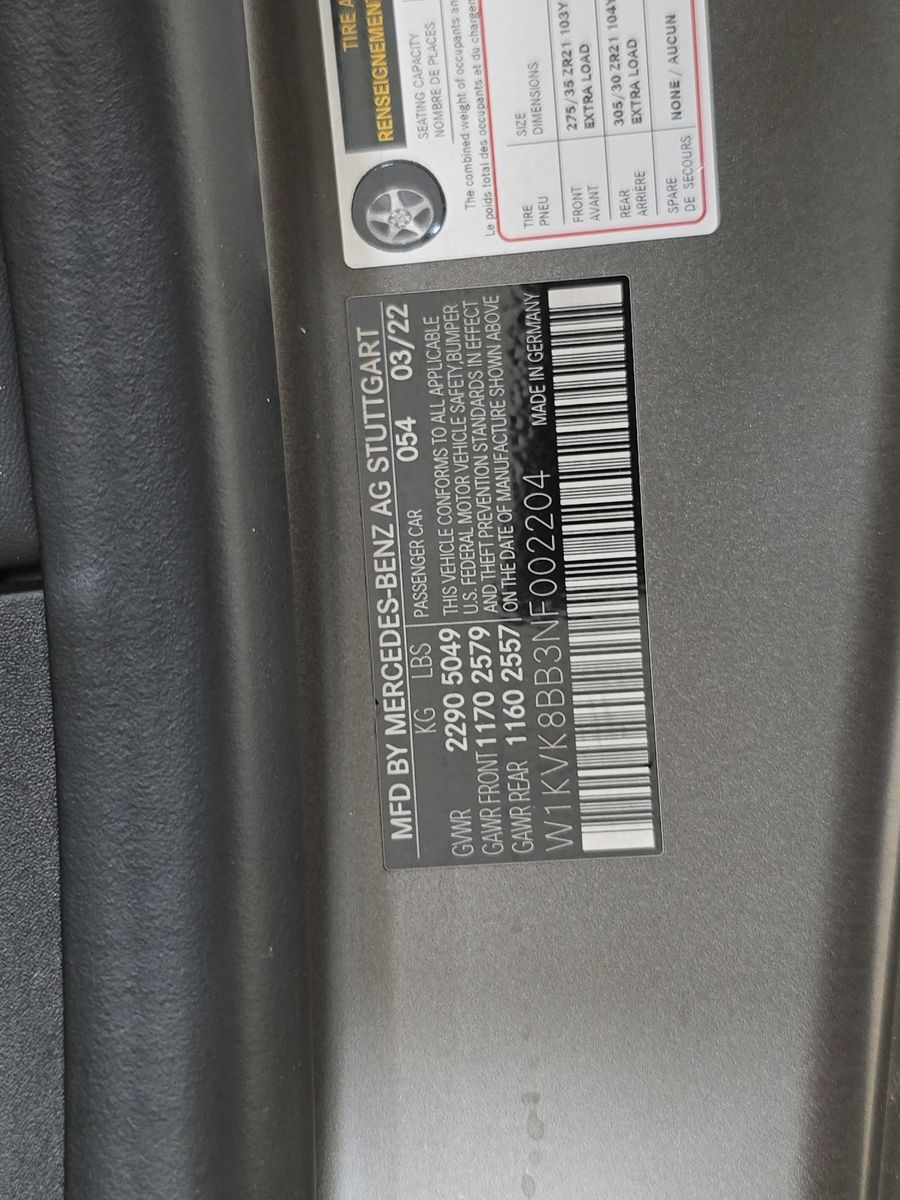 MFD BY MERCEDES-BENZ AG STUTTGART
KG LBS PASSENGER CAR 054 03/22
GVWR 2290 5049
GAWR FRONT 1170 2579
GAWR REAR 1160 2557
THIS VEHICLE CONFORMS TO ALL APPLICABLE
U.S. FEDERAL MOTOR VEHICLE SAFETY, BUMPER
AND THEFT PREVENTION STANDARDS IN EFFECT
ON THE DATE OF MANUFACTURE SHOWN ABOVE
W1KVK8BB3NF002204 MADE IN GERMANY
TIRE
RENSEIGNEMENT
SEATING CAPACITY
NOMBRE DE PLACES
The combined weight of occupants
Le poids total des occupants et du
TIRE SIZE
PNEU DIMENSIONS
FRONT 275/35 ZR21 103Y
AVANT EXTRA LOAD
REAR 305/30 ZR21 104Y
ARRIÈRE EXTRA LOAD
SPARE NONE / AUCUN
DE SECOURS